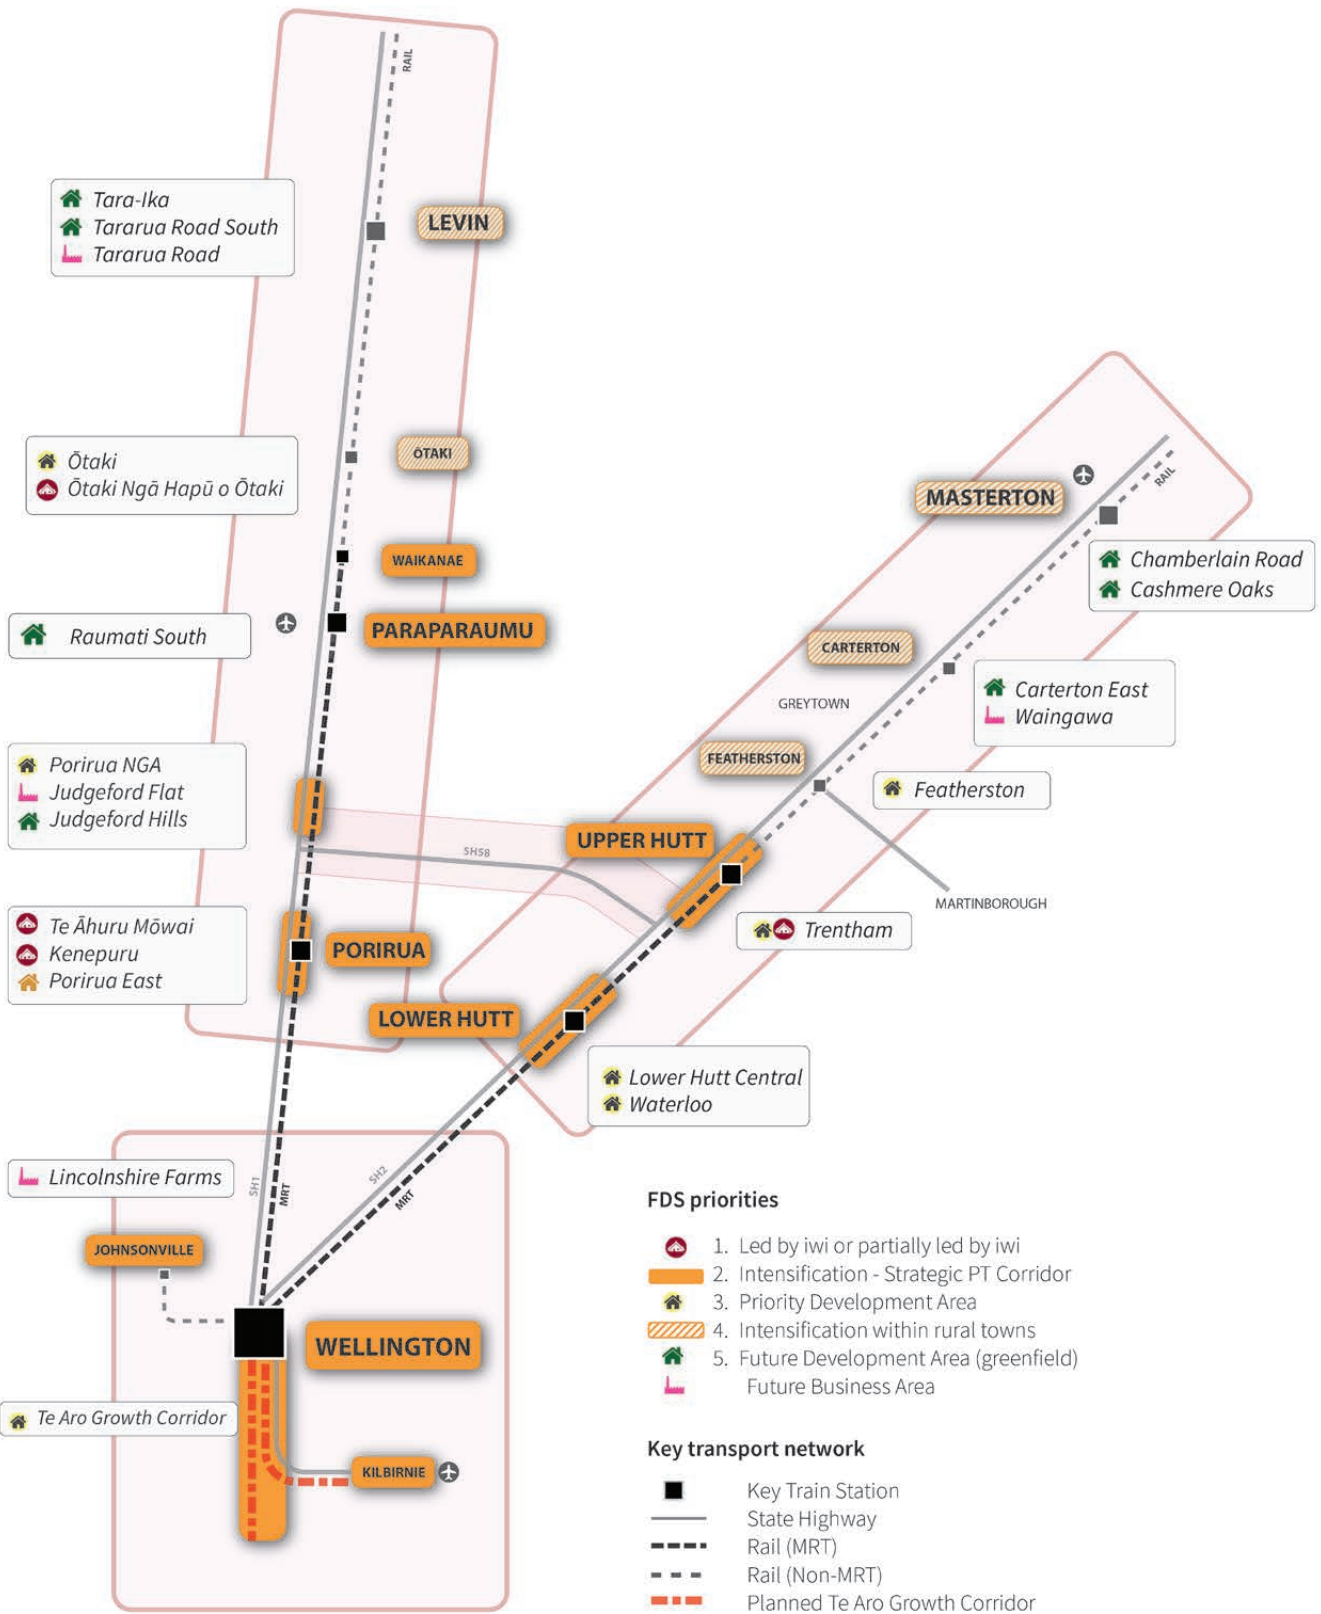 RAIL
Tara-Ika
Tararua Road South
Tararua Road
LEVIN
Ōtaki
Ōtaki Ngā Hapū o Ōtaki
ŌTAKI
WAIKANAE
Raumati South
PARAPARAUMU
Porirua NGA
Judgeford Flat
Judgeford Hills
Te Āhuru Mōwai
Kenepuru
Porirua East
PORIRUA
RAIL
MASTERTON
Chamberlain Road
Cashmere Oaks
CARTERTON
Carterton East
Waingawa
GREYTOWN
FEATHERSTON
Featherston
UPPER HUTT
SH58
MARTINBOROUGH
Trentham
LOWER HUTT
Lower Hutt Central
Waterloo
Lincolnshire Farms
SH1
MRT
SH2
MRT
JOHNSONVILLE
WELLINGTON
Te Aro Growth Corridor
KILBIRNIE
FDS priorities
1. Led by iwi or partially led by iwi
2. Intensification - Strategic PT Corridor
3. Priority Development Area
4. Intensification within rural towns
5. Future Development Area (greenfield)
Future Business Area
Key transport network
Key Train Station
State Highway
Rail (MRT)
Rail (Non-MRT)
Planned Te Aro Growth Corridor